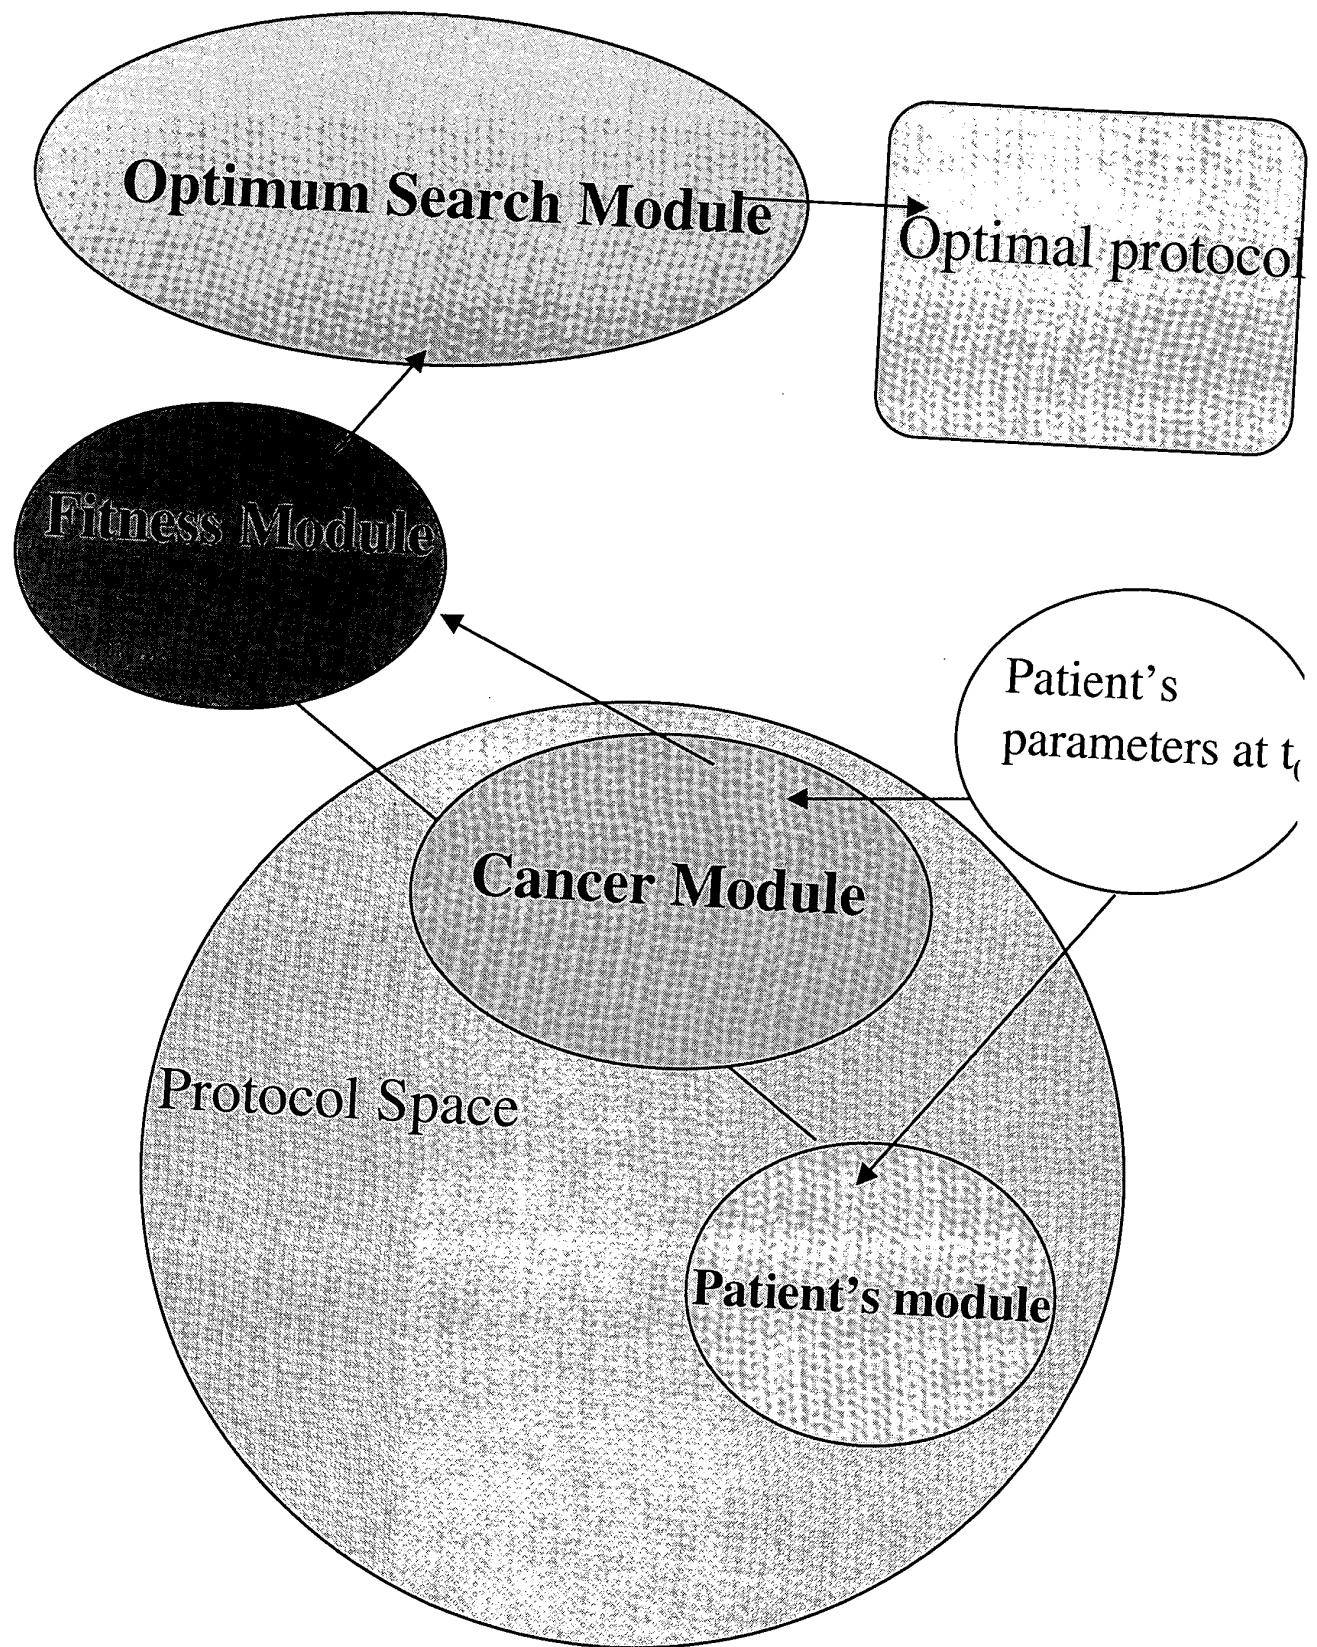 Optimum Search Module
Optimal protocol
Fitness Module
Patient's
parameters at t
Cancer Module
Protocol Space
Patient's module